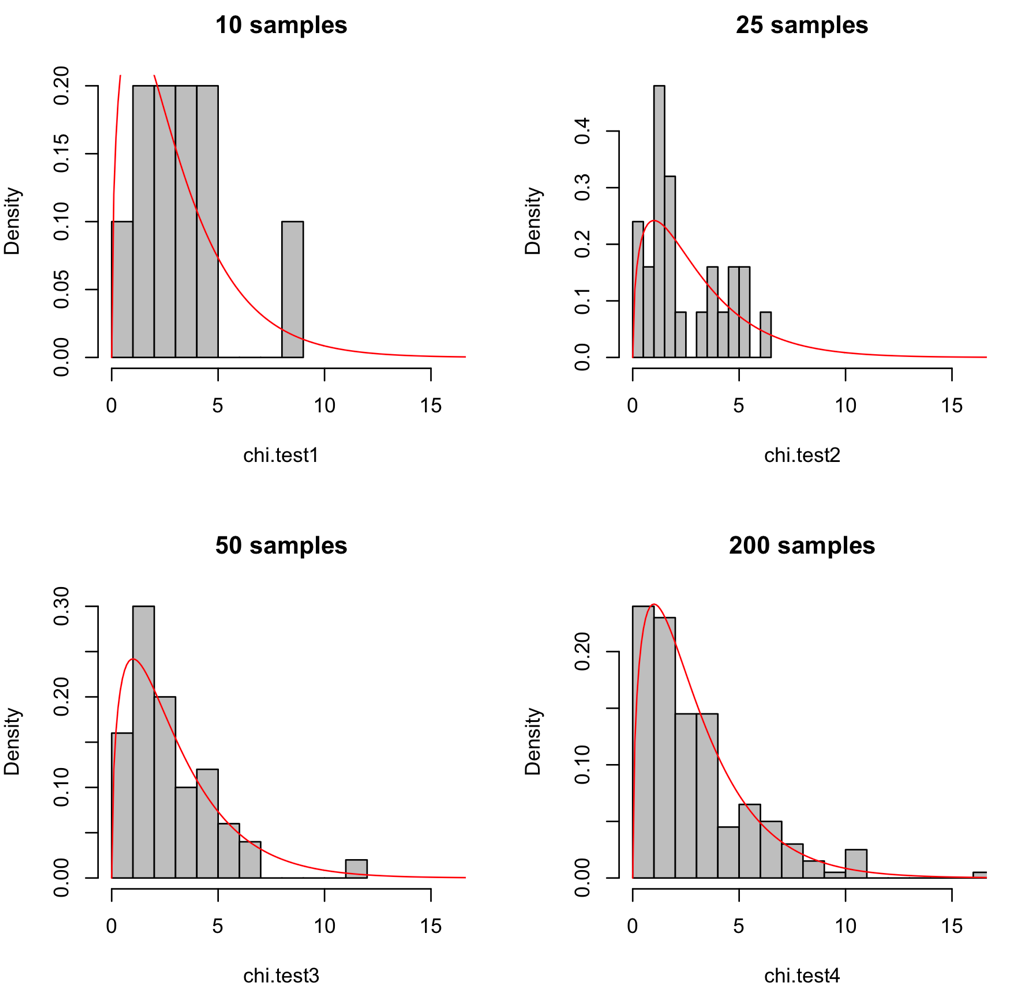 10 samples
Density
0.00 0.05 0.10 0.15 0.20
0 5 10 15
chi.test1
25 samples
Density
0.0 0.1 0.2 0.3 0.4
0 5 10 15
chi.test2
50 samples
Density
0.00 0.10 0.20 0.30
0 5 10 15
chi.test3
200 samples
Density
0.00 0.10 0.20
0 5 10 15
chi.test4